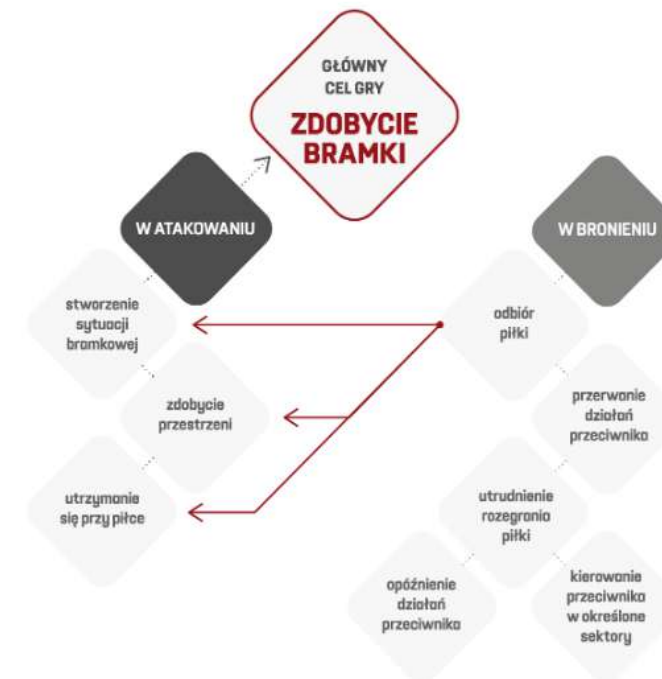 GŁÓWNY
CEL GRY
ZDOBYCIE
BRAMKI
W ATAKOWANIU
W BRONIENIU
stworzenie
sytuacji
bramkowej
odbiór
piłki
zdobycie
przestrzeni
przerwanie
działań
przeciwnika
utrzymanie
się przy piłce
utrudnienie
rozegrania
piłki
opóźnienie
działań
przeciwnika
kierowanie
przeciwnika
w określone
sektory